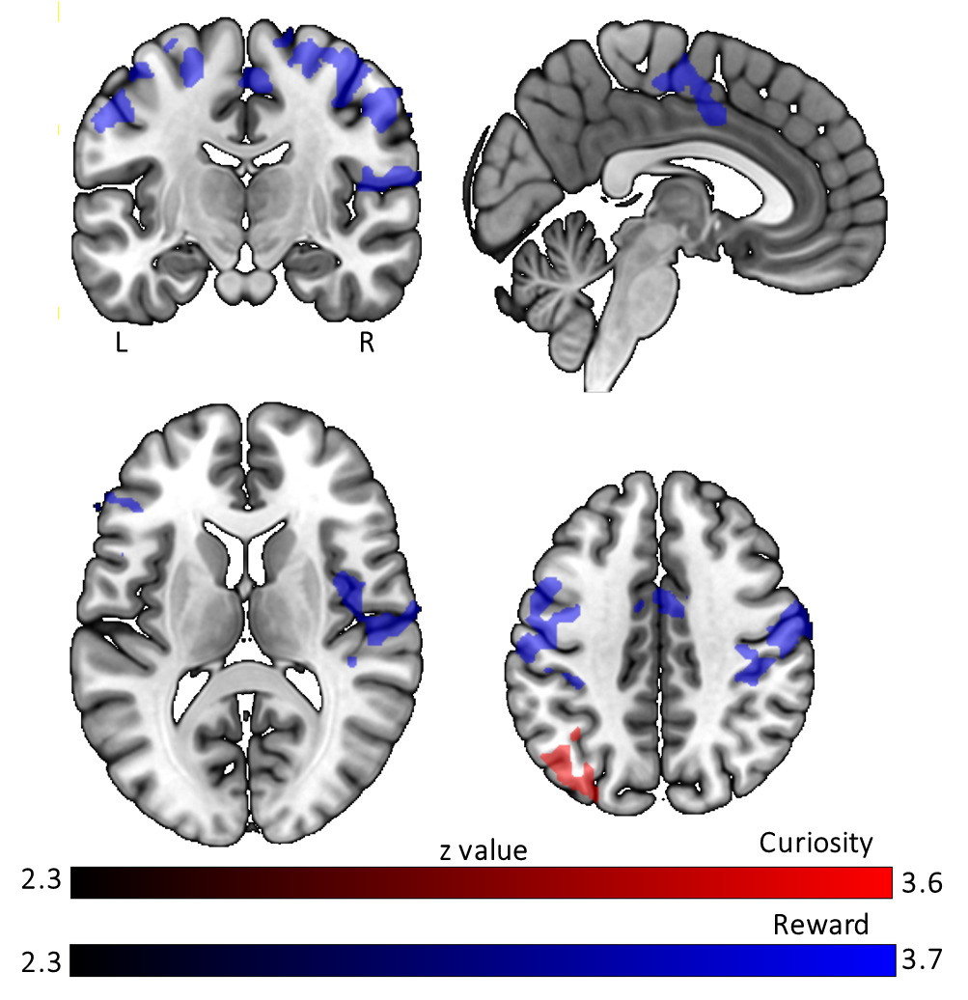 L R
z value
Curiosity
2.3 3.6
Reward
2.3 3.7